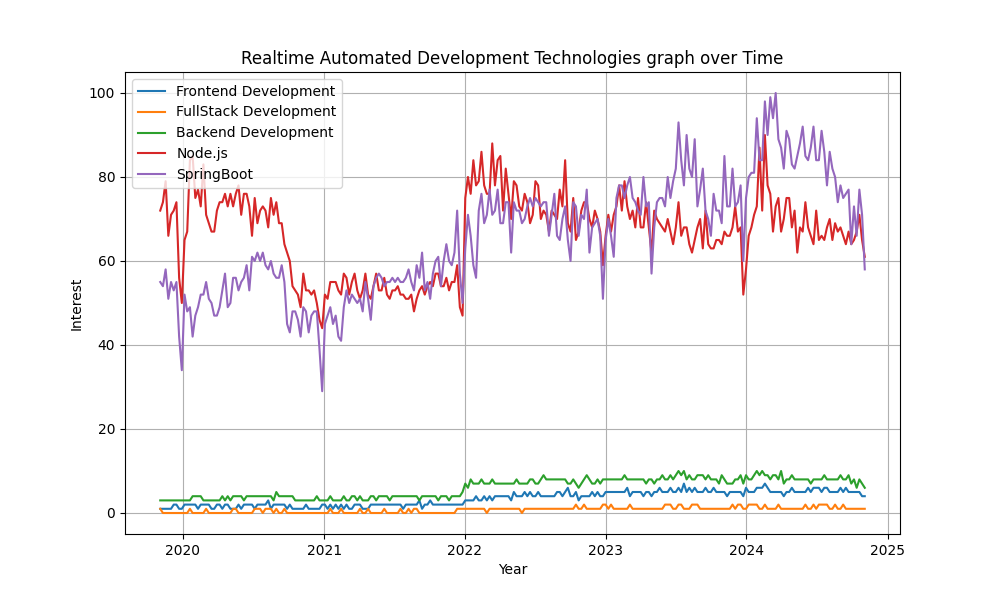 Realtime Automated Development Technologies graph over Time
Frontend Development
FullStack Development
Backend Development
Node.js
SpringBoot
100
80
60
40
20
0
Interest
2020 2021 2022 2023 2024 2025
Year